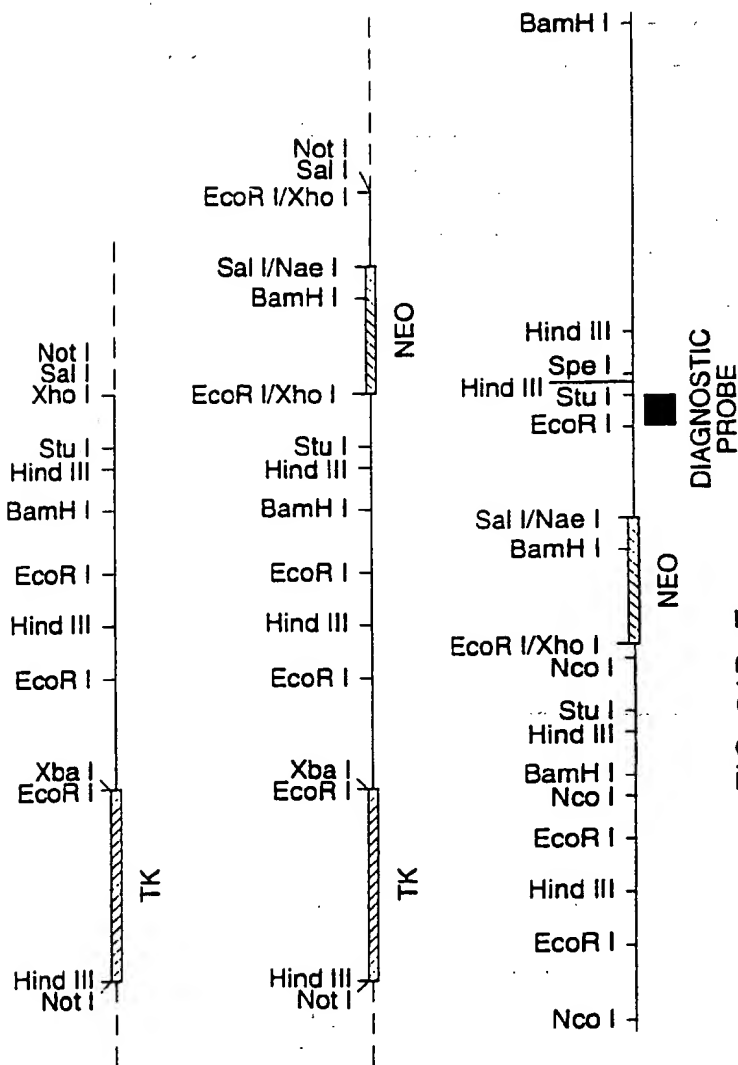 Not I
Sal I
Xho I
Stu I
Hind III
BamH I
EcoR I
Hind III
EcoR I
Xba I
EcoR I
TK
Hind III
Not I
Not I
Sal I
EcoR I/Xho I
Sal I/Nae I
BamH I
NEO
EcoR I/Xho I
Stu I
Hind III
BamH I
EcoR I
Hind III
EcoR I
Xba I
EcoR I
TK
Hind III
Not I
BamH I
Hind III
Spe I
Hind III
Stu I
EcoR I
DIAGNOSTIC
PROBE
Sal I/Nae I
BamH I
NEO
EcoR I/Xho I
Nco I
Stu I
Hind III
BamH I
Nco I
EcoR I
Hind III
EcoR I
Nco I